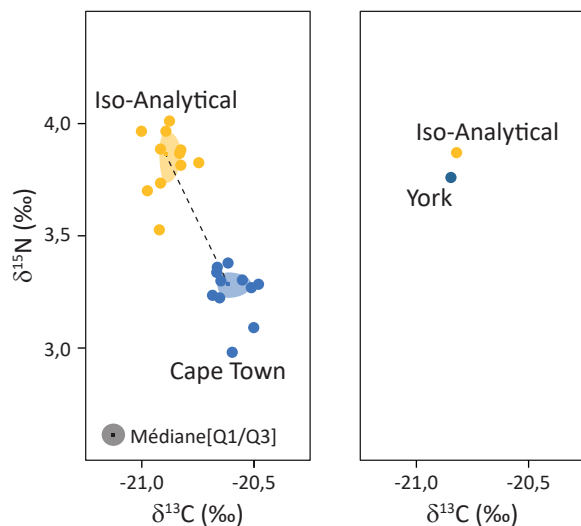 Iso-Analytical
4,0
δ¹⁵N (‰)
3,5
3,0
Cape Town
Médiane[Q1/Q3]
-21,0
-20,5
δ¹³C (‰)
Iso-Analytical
York
-21,0
-20,5
δ¹³C (‰)